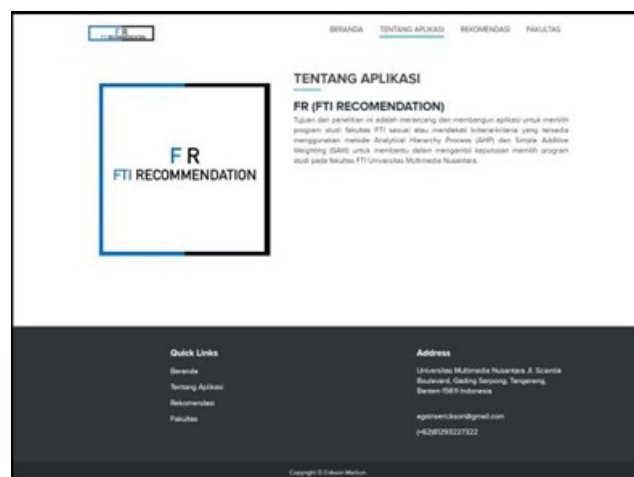 F R
FTI RECOMMENDATION
BERANDA TENTANG APLIKASI REKOMENDASI FAKULTAS
TENTANG APLIKASI
F R
FTI RECOMMENDATION
FR (FTI RECOMENDATION)
Tujuan dari penelitian ini adalah merancang dan membangun aplikasi untuk memilih
program studi fakultas FTI sesuai atau mendekati kriteria-kriteria yang tersedia
menggunakan metode Analytical Hierarchy Process (AHP) dan Simple Additive
Weighting (SAW) untuk membantu dalam mengambil keputusan memilih program
studi pada fakultas FTI Universitas Multimedia Nusantara.
Quick Links
Beranda
Tentang Aplikasi
Rekomendasi
Fakultas
Address
Universitas Multimedia Nusantara Jl. Scientia
Boulevard, Gading Serpong, Tangerang,
Banten-15811 Indonesia
(+62)81293227322
Copyright ©